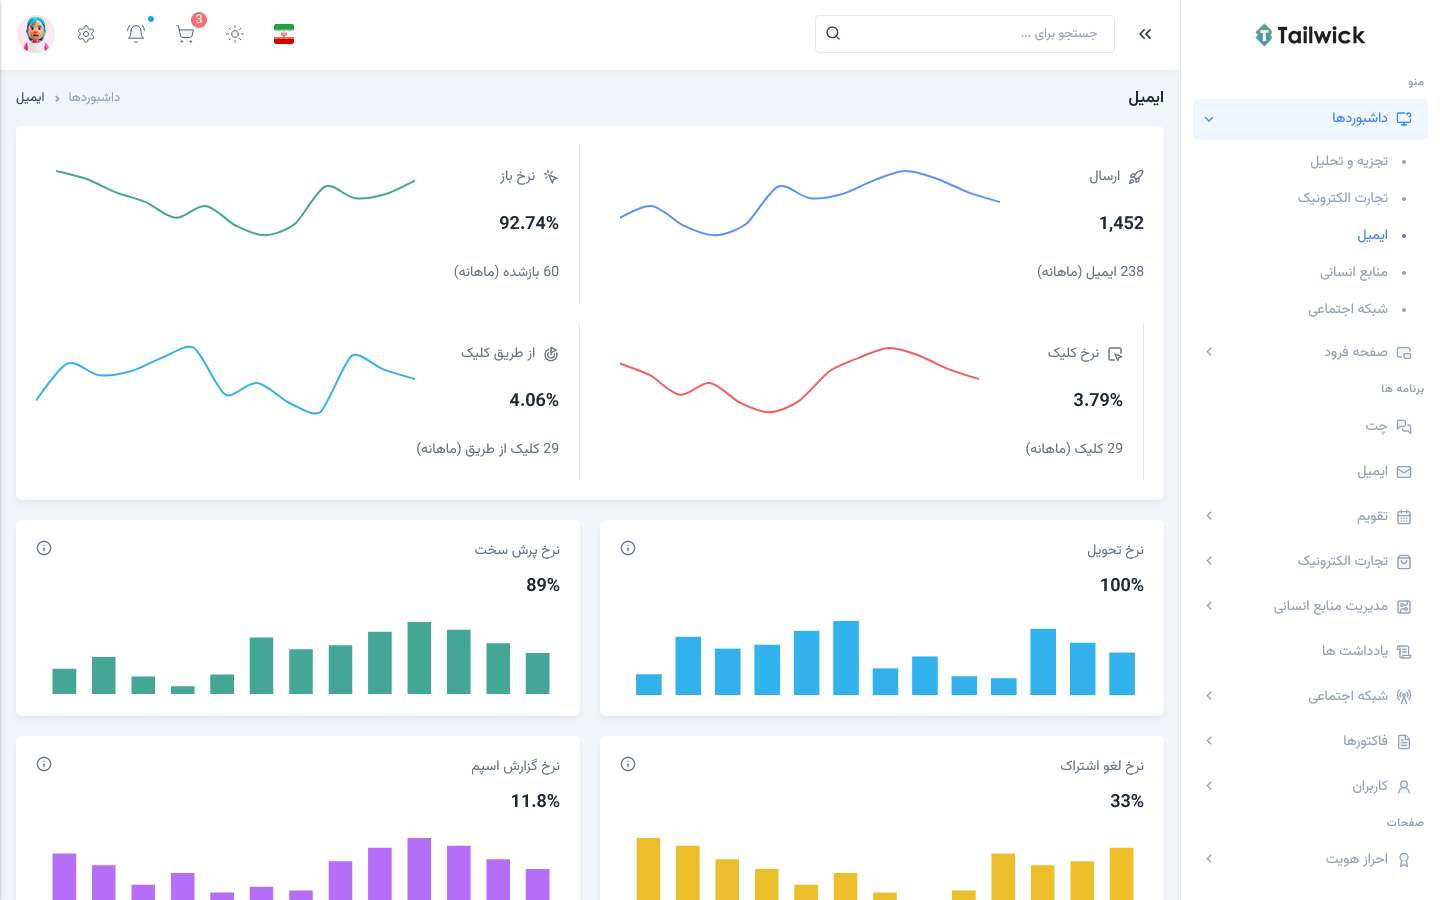 Tailwick
منو
داشبوردها
تجزیه و تحلیل
تجارت الکترونیک
ایمیل
منابع انسانی
شبکه اجتماعی
صفحه فرود
برنامه ها
چت
ایمیل
تقویم
تجارت الکترونیک
مدیریت منابع انسانی
یادداشت ها
شبکه اجتماعی
فاکتورها
کاربران
صفحات
احراز هویت
جستجو برای ...
3
ایمیل
داشبوردها
ایمیل
ارسال
1,452
238 ایمیل (ماهانه)
نرخ باز
92.74%
60 بازشده (ماهانه)
نرخ کلیک
3.79%
29 کلیک (ماهانه)
از طریق کلیک
4.06%
29 کلیک از طریق (ماهانه)
نرخ تحویل
100%
نرخ پرش سخت
89%
نرخ لغو اشتراک
33%
نرخ گزارش اسپم
11.8%